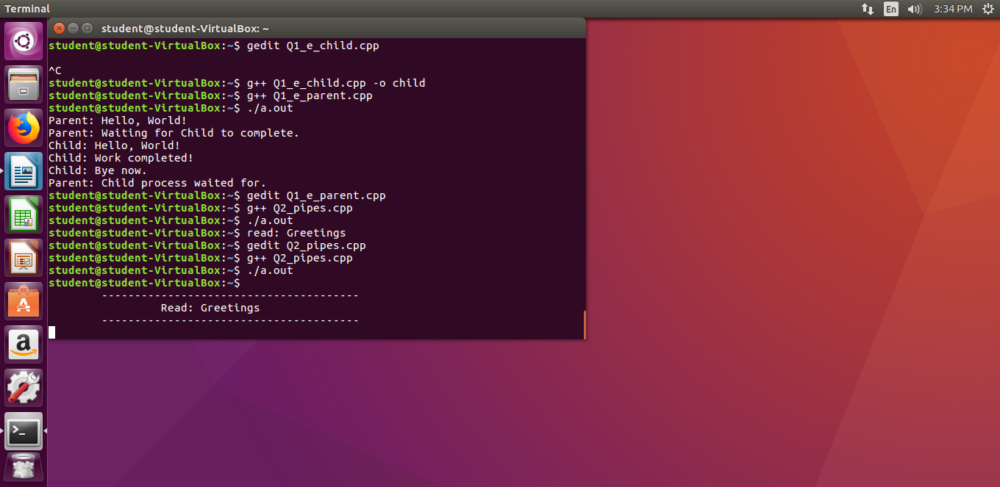 Terminal
En
3:34 PM
student@student-VirtualBox: ~
student@student-VirtualBox:~$ gedit Q1_e_child.cpp
^C
student@student-VirtualBox:~$ g++ Q1_e_child.cpp -o child
student@student-VirtualBox:~$ g++ Q1_e_parent.cpp
student@student-VirtualBox:~$ ./a.out
Parent: Hello, World!
Parent: Waiting for Child to complete.
Child: Hello, World!
Child: Work completed!
Child: Bye now.
Parent: Child process waited for.
student@student-VirtualBox:~$ gedit Q1_e_parent.cpp
student@student-VirtualBox:~$ g++ Q2_pipes.cpp
student@student-VirtualBox:~$ ./a.out
student@student-VirtualBox:~$ read: Greetings
student@student-VirtualBox:~$ gedit Q2_pipes.cpp
student@student-VirtualBox:~$ g++ Q2_pipes.cpp
student@student-VirtualBox:~$ ./a.out
student@student-VirtualBox:~$
---------------------------------------
Read: Greetings
---------------------------------------